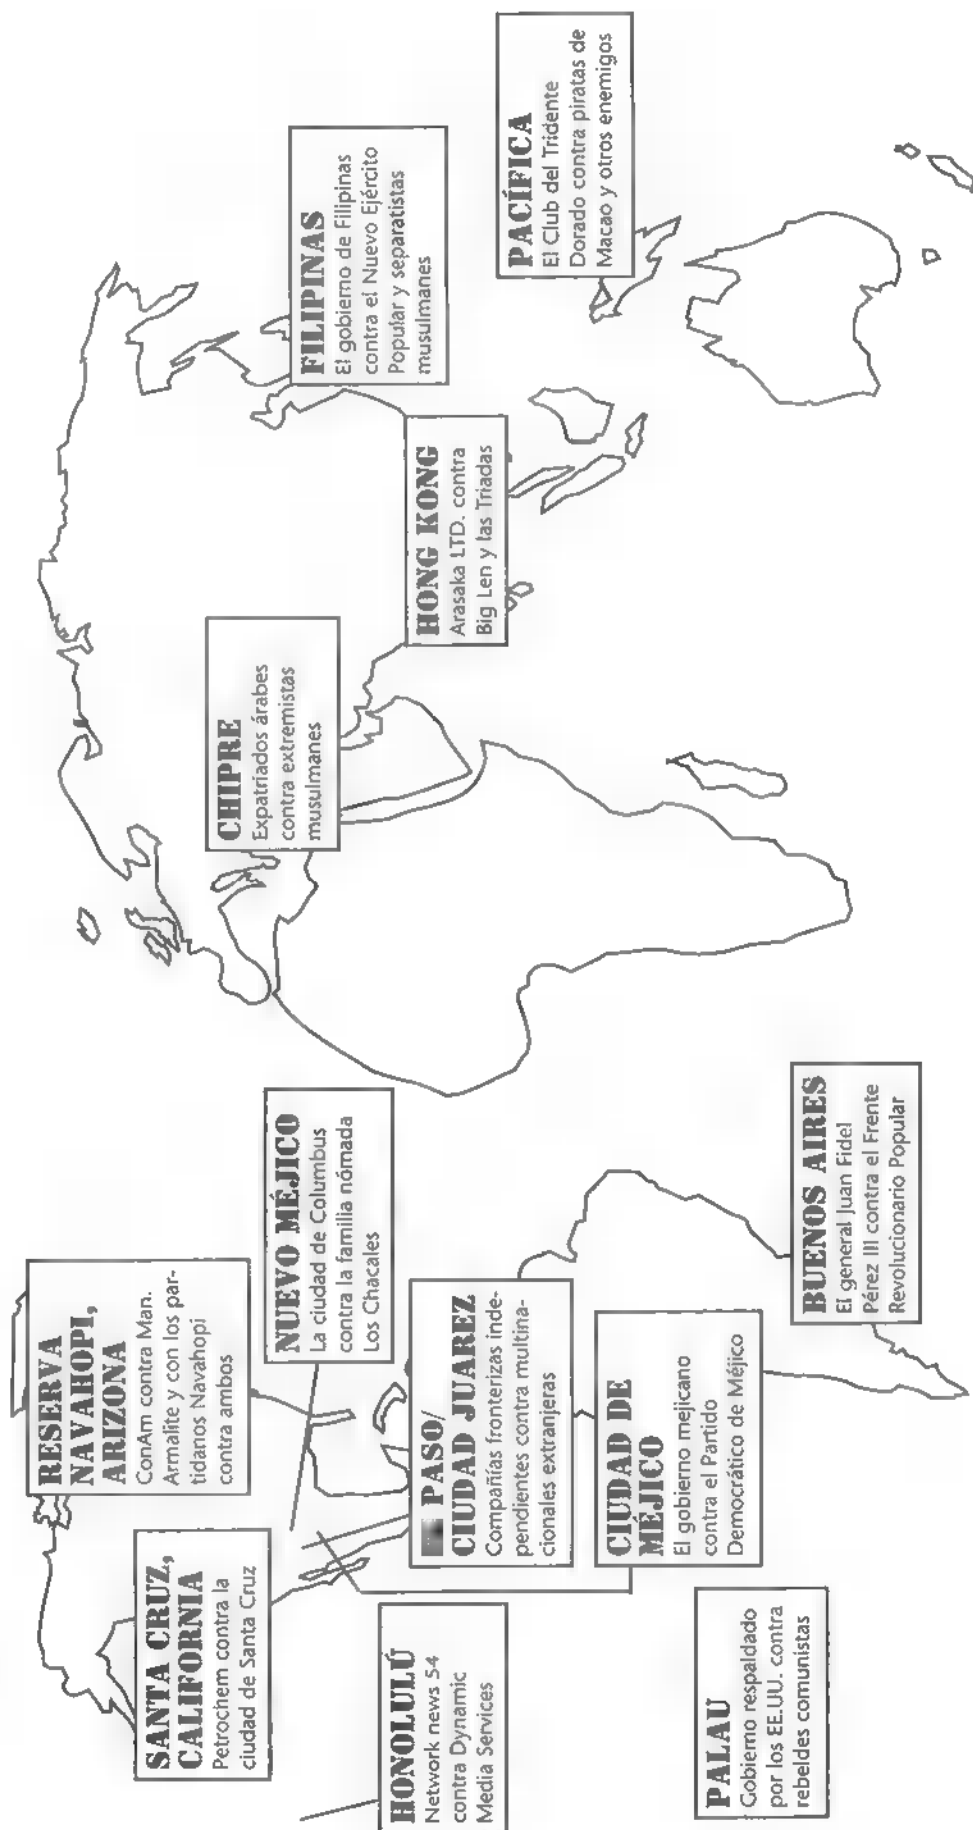 RESERVA
NAVAHOPI,
ARIZONA
ConAm contra Man.
Armalite y con los par-
tidanos Navahopi
contra ambos
SANTA CRUZ,
CALIFORNIA
Petrochem contra la
ciudad de Santa Cruz
NUEVO MÉJICO
La ciudad de Columbus
contra la familia nómada
Los Chacales
HONOLULÚ
Network news 54
contra Dynamic
Media Services
PASO/
CIUDAD JUAREZ
Compañías fronterizas inde-
pendientes contra multina-
cionales extranjeras
CIUDAD DE
MÉJICO
El gobierno mejicano
contra el Partido
Democrático de Méjico
PALAU
Gobierno respaldado
por los EE.UU. contra
rebeldes comunistas
BUENOS AIRES
El general Juan Fidel
Pérez III contra el Frente
Revolucionario Popular
CHIPRE
Expatriados árabes
contra extremistas
musulmanes
FILIPINAS
El gobierno de Filipinas
contra el Nuevo Ejército
Popular y separatistas
musulmanes
HONG KONG
Arasaka LTD. contra
Big Len y las Triadas
PACÍFICA
El Club del Tridente
Dorado contra piratas de
Macao y otros enemigos